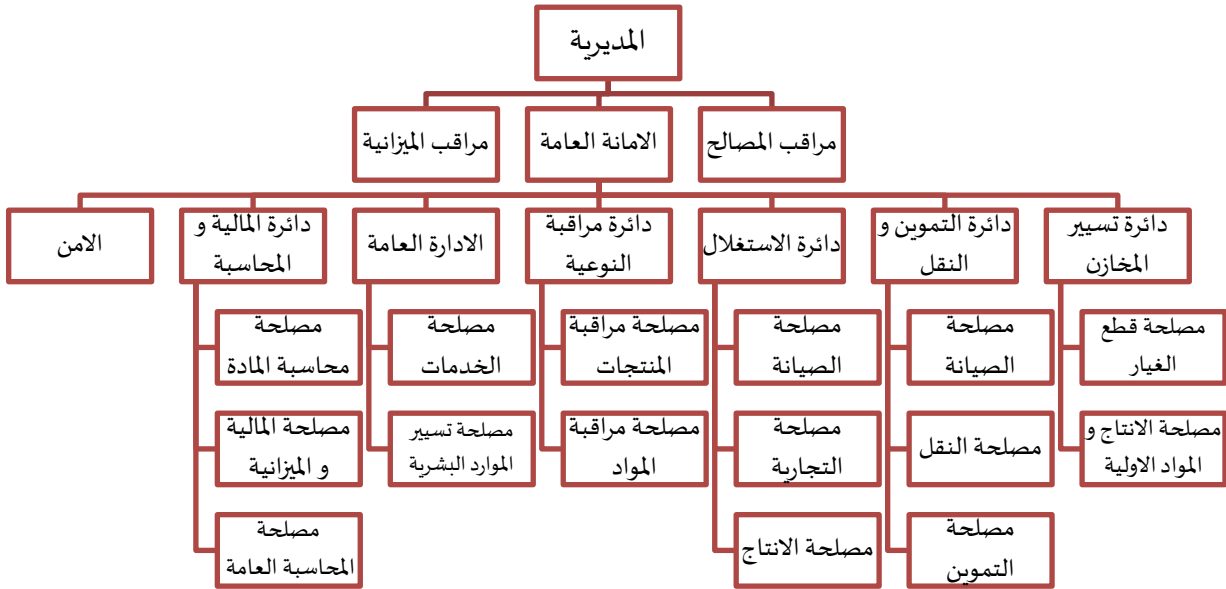 المديرية
مراقب المصالح
الامانة العامة
مراقب الميزانية
دائرة تسيير
المخازن
دائرة التموين و
النقل
دائرة الاستغلال
دائرة مراقبة
النوعية
الادارة العامة
دائرة المالية و
المحاسبة
الامن
مصلحة قطع
الغيار
مصلحة الانتاج و
المواد الاولية
مصلحة
الصيانة
مصلحة النقل
مصلحة
التموين
مصلحة
الصيانة
مصلحة
التجارية
مصلحة الانتاج
مصلحة مراقبة
المنتجات
مصلحة مراقبة
المواد
مصلحة
الخدمات
مصلحة تسيير
الموارد البشرية
مصلحة
محاسبة المادة
مصلحة المالية
و الميزانية
مصلحة
المحاسبة العامة